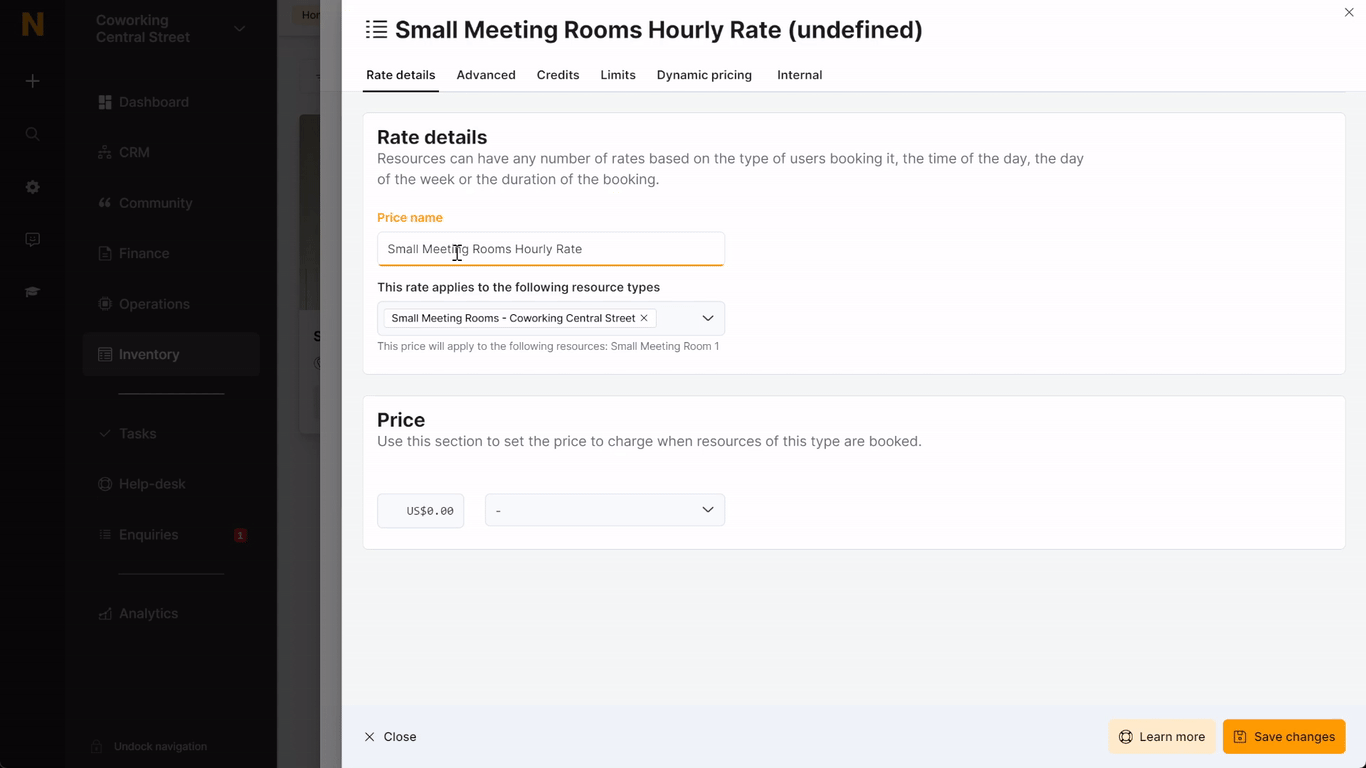 N
Coworking
Central Street
Dashboard
CRM
Community
Finance
Operations
Inventory
Tasks
Help-desk
Enquiries
1
Analytics
Undock navigation
Small Meeting Rooms Hourly Rate (undefined)
Rate details
Advanced
Credits
Limits
Dynamic pricing
Internal
Rate details
Resources can have any number of rates based on the type of users booking it, the time of the day, the day
of the week or the duration of the booking.
Price name
Small Meeting Rooms Hourly Rate
This rate applies to the following resource types
Small Meeting Rooms - Coworking Central Street
This price will apply to the following resources: Small Meeting Room 1
Price
Use this section to set the price to charge when resources of this type are booked.
US$0.00
-
Close
Learn more
Save changes